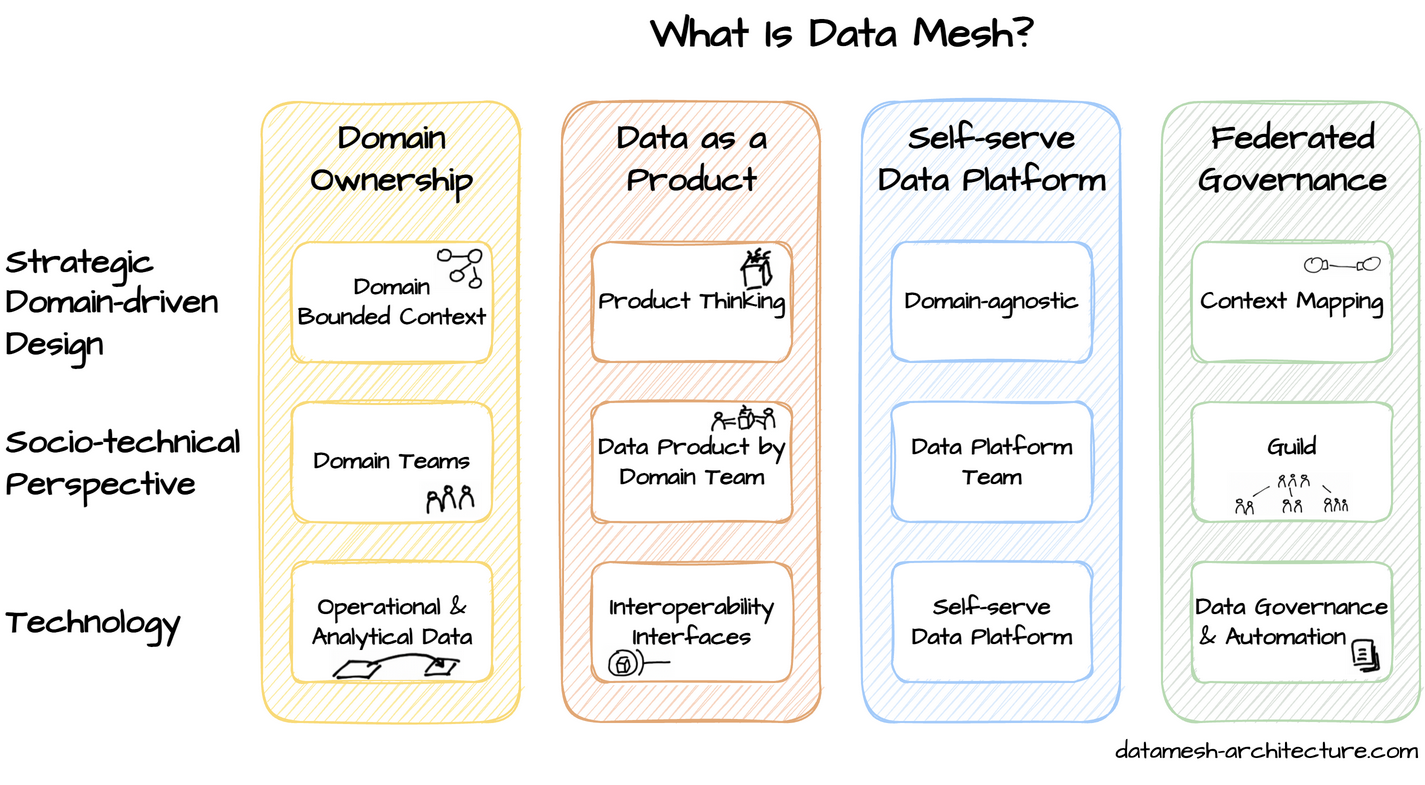 What Is Data Mesh?
Domain
Ownership
Data as a
Product
Self-serve
Data Platform
Federated
Governance
Strategic
Domain-driven
Design
Domain
Bounded Context
Product Thinking
Domain-agnostic
Context Mapping
Socio-technical
Perspective
Domain Teams
Data Product by
Domain Team
Data Platform
Team
Guild
Technology
Operational &
Analytical Data
Interoperability
Interfaces
Self-serve
Data Platform
Data Governance
& Automation
datamesh-architecture.com